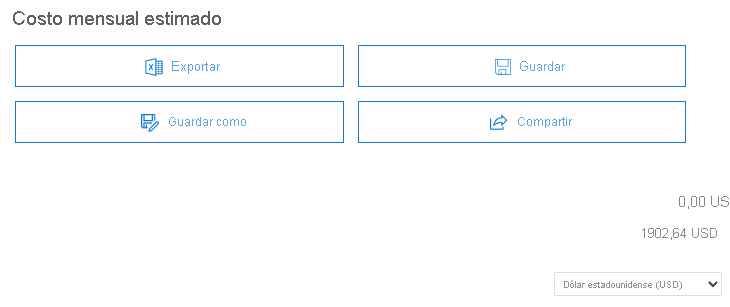 Costo mensual estimado
Exportar
Guardar
Guardar como
Compartir
0,00 US
1902,64 USD
Dólar estadounidense (USD)